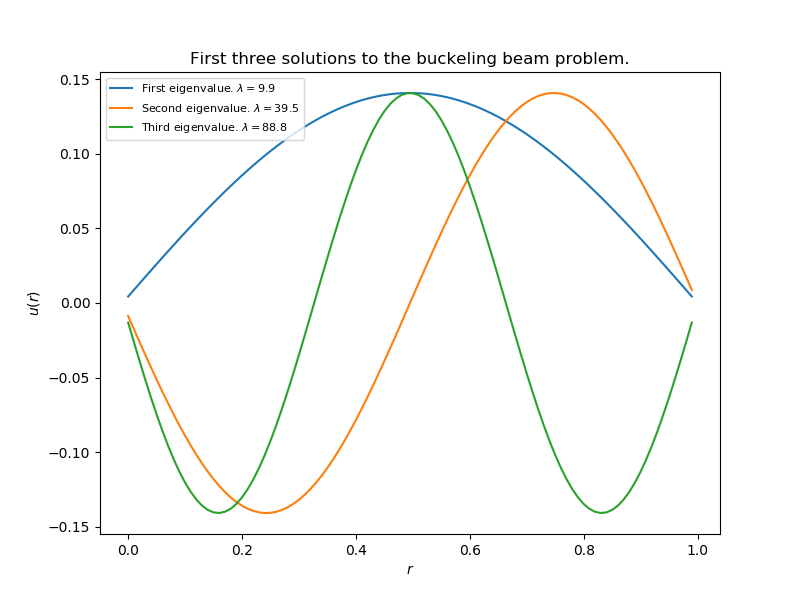 First three solutions to the buckeling beam problem.
First eigenvalue. λ = 9.9
Second eigenvalue. λ = 39.5
Third eigenvalue. λ = 88.8
0.15
0.10
0.05
0.00
−0.05
−0.10
−0.15
u(r)
0.0 0.2 0.4 0.6 0.8 1.0
r